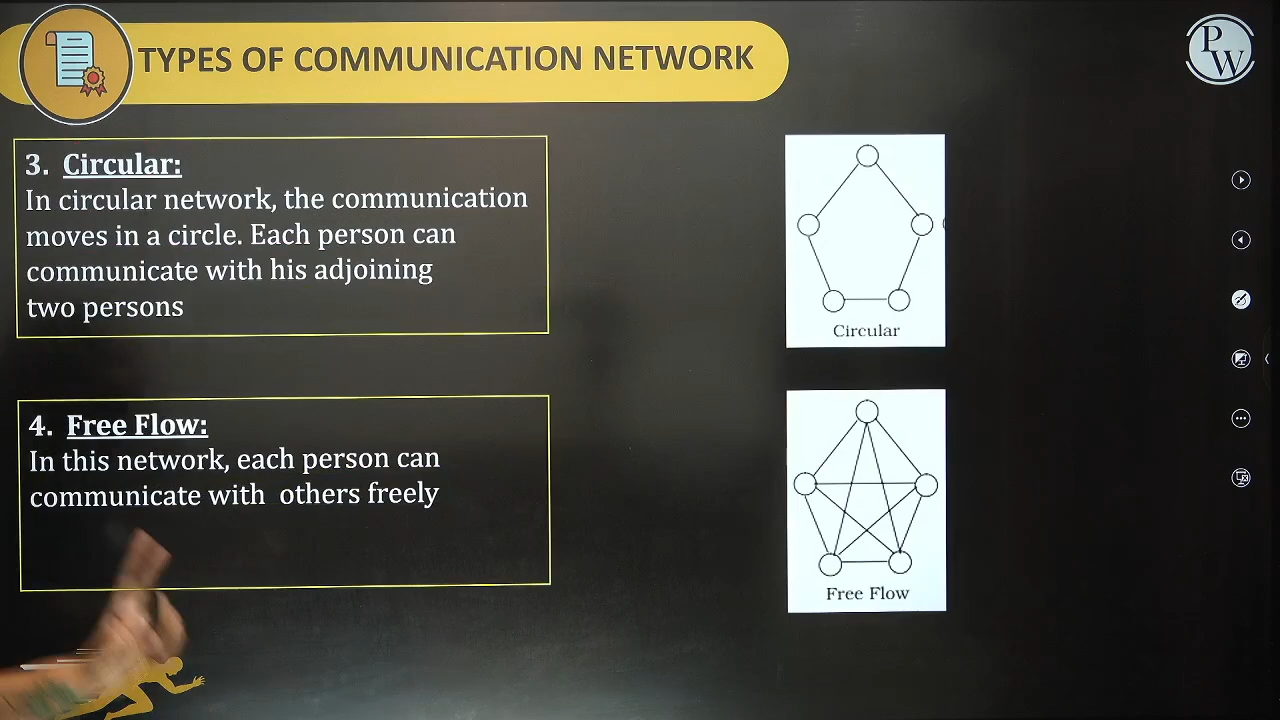 TYPES OF COMMUNICATION NETWORK
P
W
3. Circular:
In circular network, the communication
moves in a circle. Each person can
communicate with his adjoining
two persons
Circular
4. Free Flow:
In this network, each person can
communicate with others freely
Free Flow